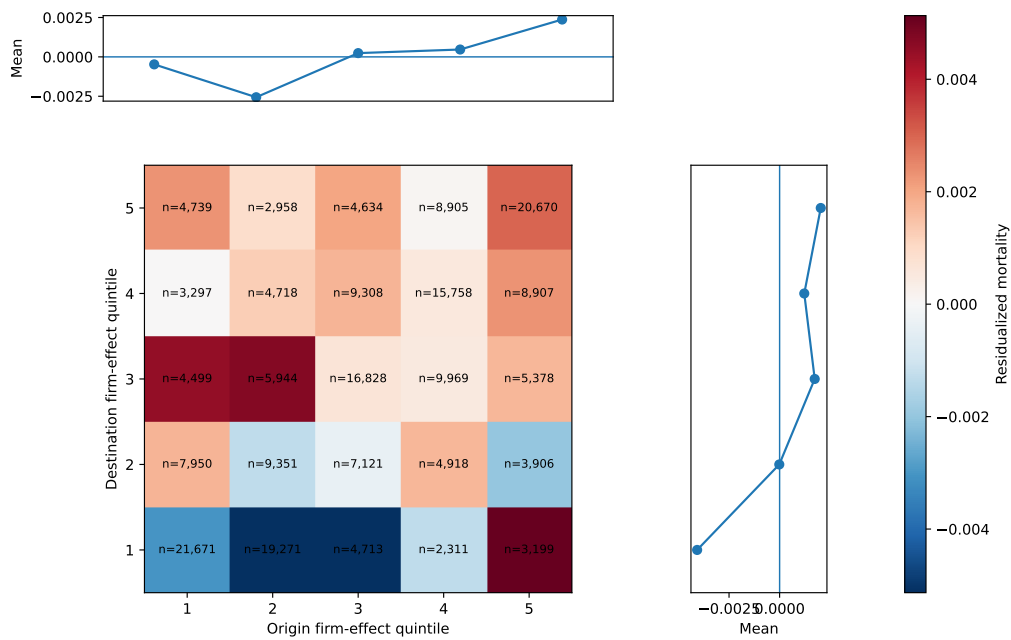 0.0025
0.0000
−0.0025
Mean
5
4
3
2
1
Destination firm-effect quintile
n=4,739 n=2,958 n=4,634 n=8,905 n=20,670
n=3,297 n=4,718 n=9,308 n=15,758 n=8,907
n=4,499 n=5,944 n=16,828 n=9,969 n=5,378
n=7,950 n=9,351 n=7,121 n=4,918 n=3,906
n=21,671 n=19,271 n=4,713 n=2,311 n=3,199
1 2 3 4 5
Origin firm-effect quintile
−0.0025 0.0000
Mean
0.004
0.002
0.000
−0.002
−0.004
Residualized mortality